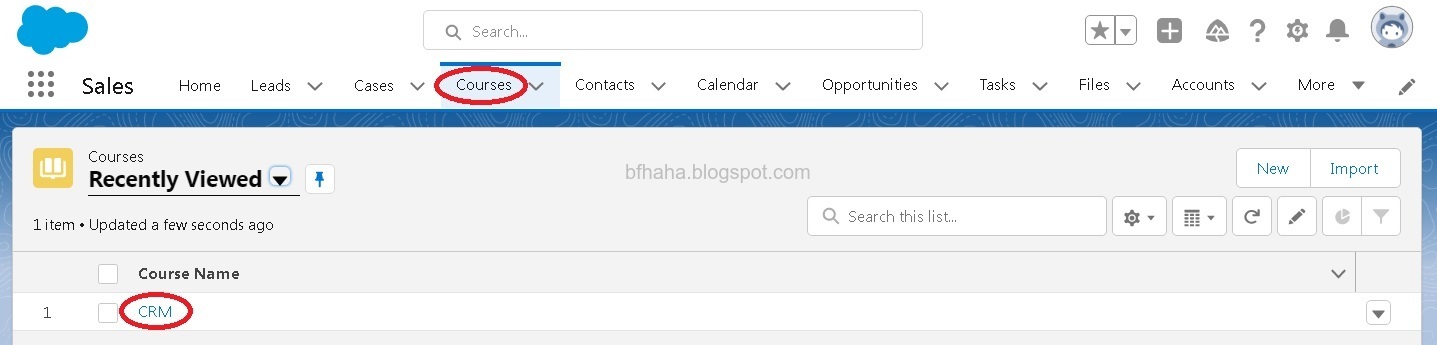 Search...
Sales Home Leads Cases Courses Contacts Calendar Opportunities Tasks Files Accounts More
Courses
Recently Viewed
bfhaha.blogspot.com
New Import
1 item • Updated a few seconds ago
Search this list...
Course Name
1 CRM